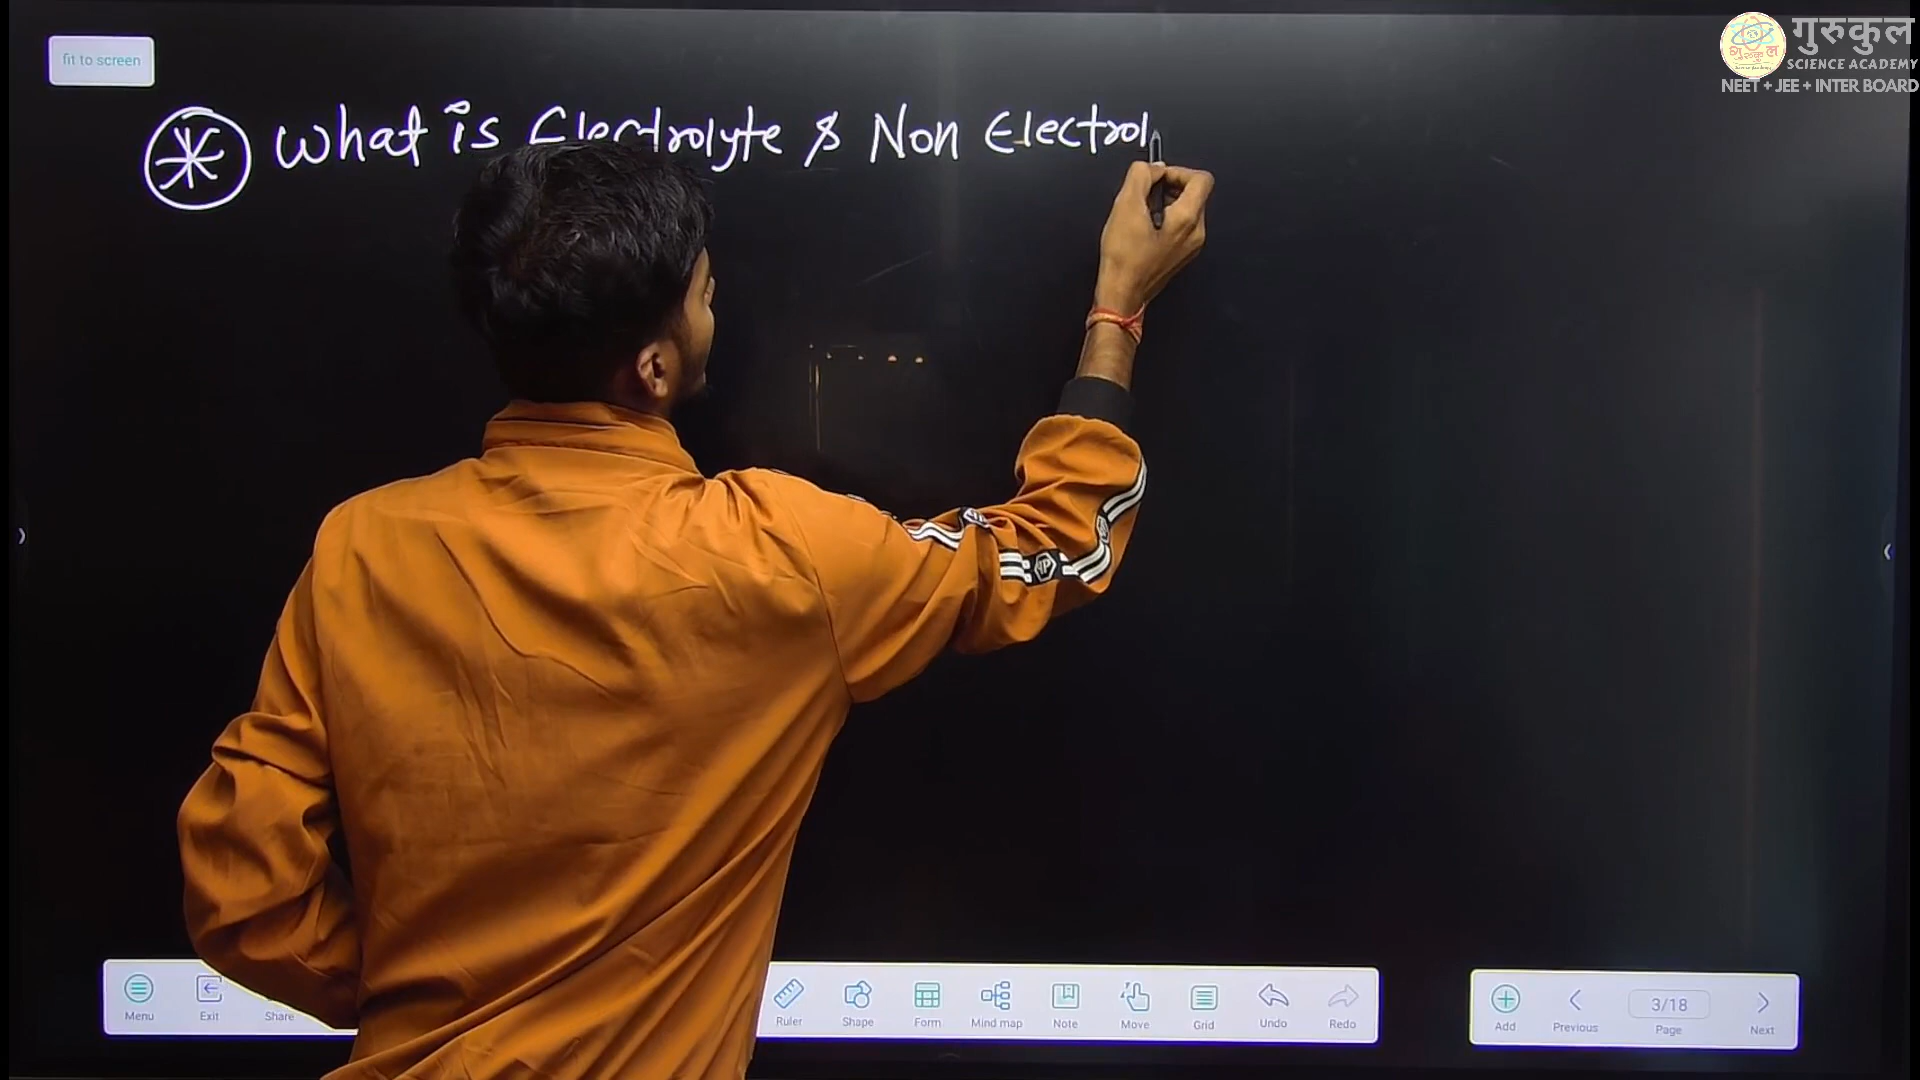 fit to screen
गुरुकुल
SCIENCE ACADEMY
NEET + JEE + INTER BOARD
What is Electrolyte & Non Electrol
Menu
Exit
Share
Ruler
Shape
Form
Mind map
Note
Move
Grid
Undo
Redo
Add
Previous
3/18
Page
Next